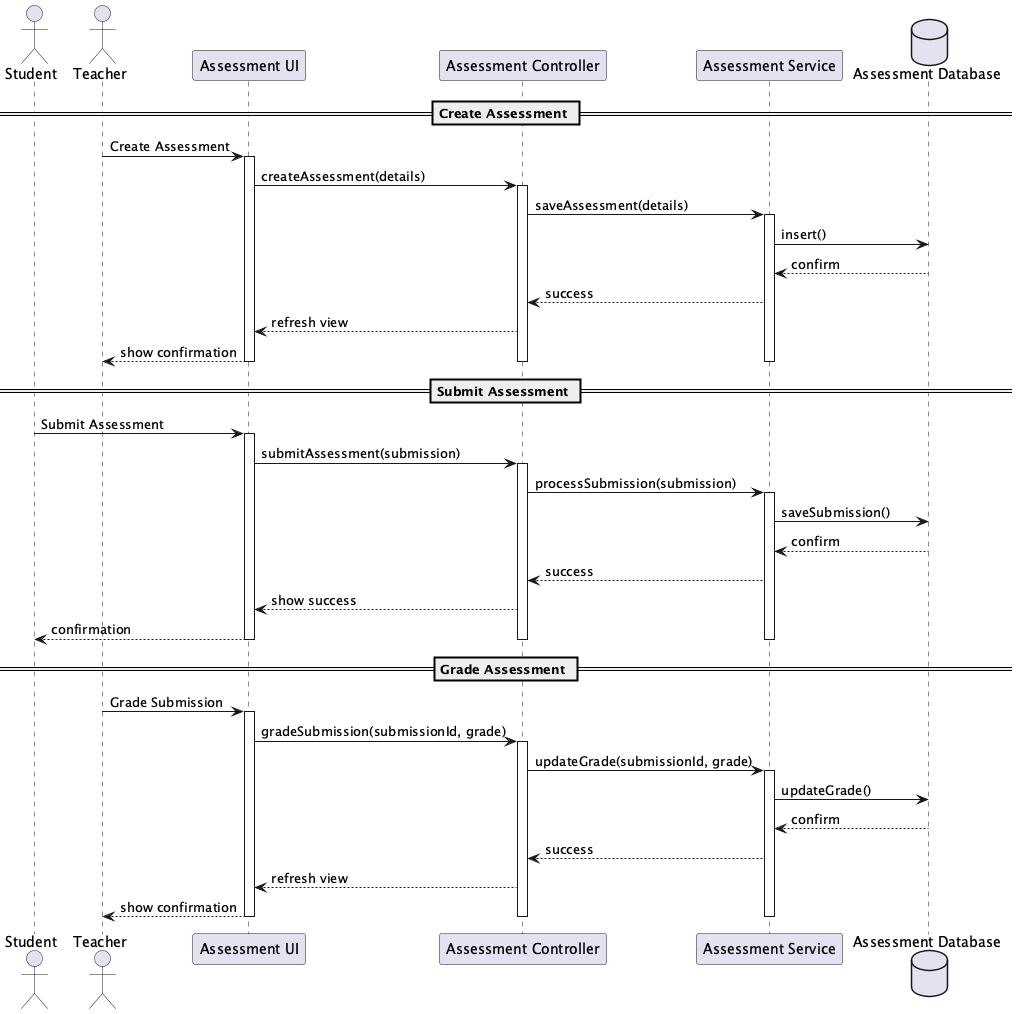 Student
Teacher
Assessment UI
Assessment Controller
Assessment Service
Assessment Database
Create Assessment
Create Assessment
createAssessment(details)
saveAssessment(details)
insert()
confirm
success
refresh view
show confirmation
Submit Assessment
Submit Assessment
submitAssessment(submission)
processSubmission(submission)
saveSubmission()
confirm
success
show success
confirmation
Grade Assessment
Grade Submission
gradeSubmission(submissionId, grade)
updateGrade(submissionId, grade)
updateGrade()
confirm
success
refresh view
show confirmation
Student
Teacher
Assessment UI
Assessment Controller
Assessment Service
Assessment Database